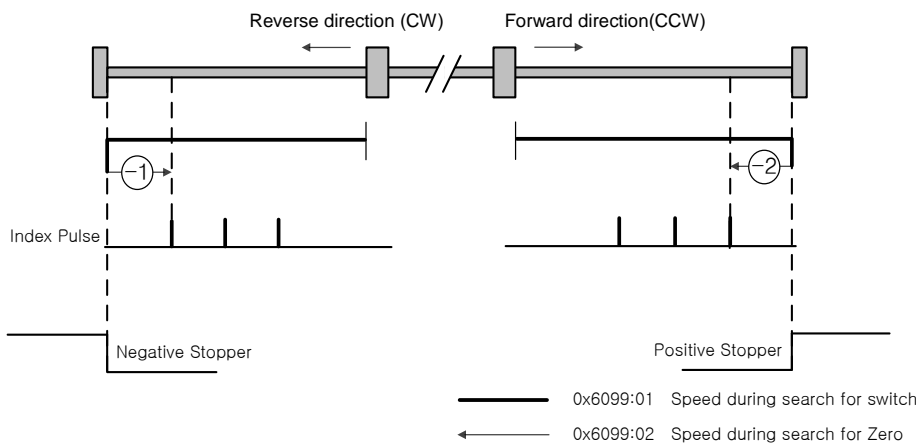 Reverse direction (CW) Forward direction(CCW)
-1
-2
Index Pulse
Negative Stopper
Positive Stopper
0x6099:01 Speed during search for switch
0x6099:02 Speed during search for Zero